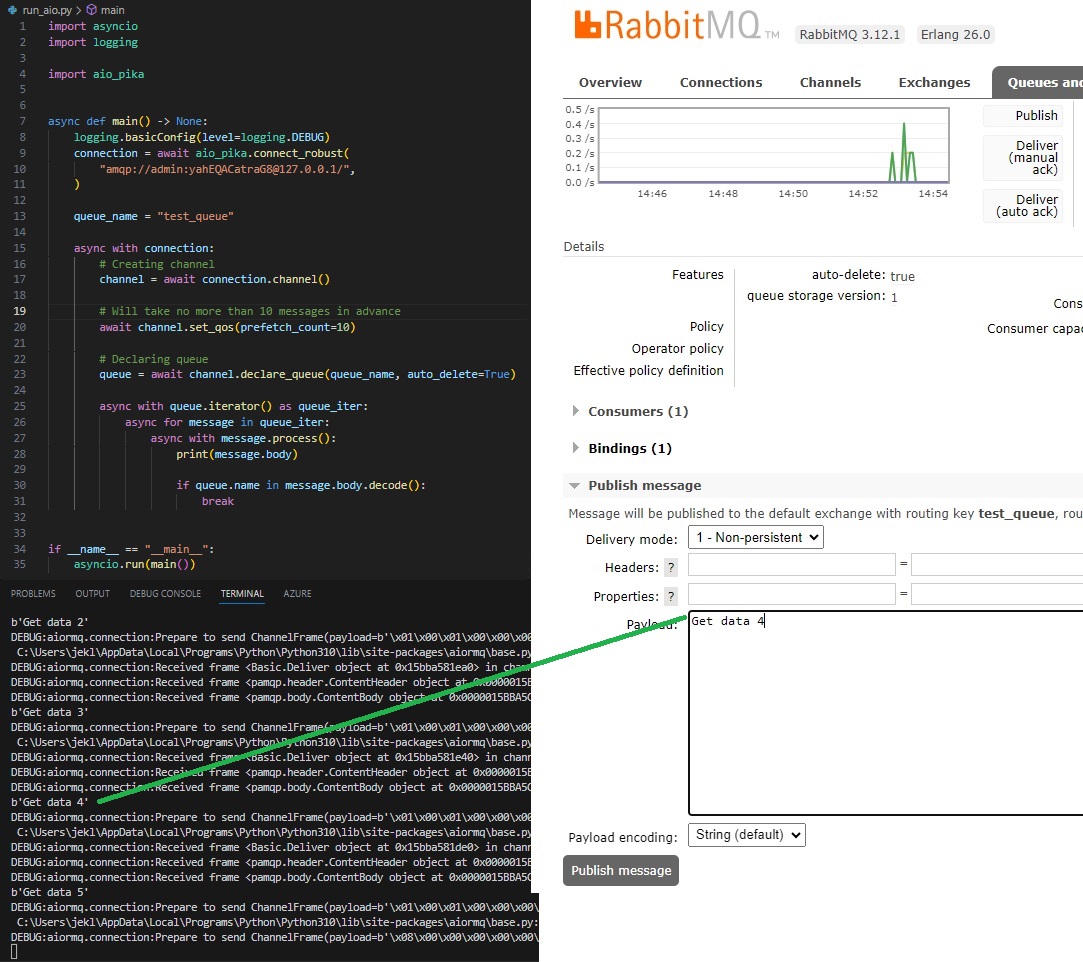 run_aio.py > main
1 import asyncio
2 import logging
3
4 import aio_pika
5
6
7 async def main() -> None:
8 logging.basicConfig(level=logging.DEBUG)
9 connection = await aio_pika.connect_robust(
10 "amqp://admin:yahEQACatraG8@127.0.0.1/",
11 )
12
13 queue_name = "test_queue"
14
15 async with connection:
16 # Creating channel
17 channel = await connection.channel()
18
19 # Will take no more than 10 messages in advance
20 await channel.set_qos(prefetch_count=10)
21
22 # Declaring queue
23 queue = await channel.declare_queue(queue_name, auto_delete=True)
24
25 async with queue.iterator() as queue_iter:
26 async for message in queue_iter:
27 async with message.process():
28 print(message.body)
29
30 if queue.name in message.body.decode():
31 break
32
33
34 if __name__ == "__main__":
35 asyncio.run(main())
PROBLEMS OUTPUT DEBUG CONSOLE TERMINAL AZURE
b'Get data 2'
DEBUG:aiormq.connection:Prepare to send ChannelFrame(payload=b'\x01\x00\x01\x00\x00\x00
C:\Users\jekl\AppData\Local\Programs\Python\Python310\lib\site-packages\aiormq\base.py
DEBUG:aiormq.connection:Received frame <Basic.Deliver object at 0x15bba581ea0> in chan
DEBUG:aiormq.connection:Received frame <pamqp.header.ContentHeader object at 0x0000015B
DEBUG:aiormq.connection:Received frame <pamqp.body.ContentBody object at 0x0000015BBA5C
b'Get data 3'
DEBUG:aiormq.connection:Prepare to send ChannelFrame(payload=b'\x01\x00\x01\x00\x00\x00
C:\Users\jekl\AppData\Local\Programs\Python\Python310\lib\site-packages\aiormq\base.py
DEBUG:aiormq.connection:Received frame <Basic.Deliver object at 0x15bba581e40> in chan
DEBUG:aiormq.connection:Received frame <pamqp.header.ContentHeader object at 0x0000015B
DEBUG:aiormq.connection:Received frame <pamqp.body.ContentBody object at 0x0000015BBA5C
b'Get data 4'
DEBUG:aiormq.connection:Prepare to send ChannelFrame(payload=b'\x01\x00\x01\x00\x00\x00
C:\Users\jekl\AppData\Local\Programs\Python\Python310\lib\site-packages\aiormq\base.py
DEBUG:aiormq.connection:Received frame <Basic.Deliver object at 0x15bba581de0> in chan
DEBUG:aiormq.connection:Received frame <pamqp.header.ContentHeader object at 0x0000015B
DEBUG:aiormq.connection:Received frame <pamqp.body.ContentBody object at 0x0000015BBA5C
b'Get data 5'
DEBUG:aiormq.connection:Prepare to send ChannelFrame(payload=b'\x01\x00\x01\x00\x00\x00\
C:\Users\jekl\AppData\Local\Programs\Python\Python310\lib\site-packages\aiormq\base.py:
DEBUG:aiormq.connection:Prepare to send ChannelFrame(payload=b'\x08\x00\x00\x00\x00\x00\
RabbitMQ TM RabbitMQ 3.12.1 Erlang 26.0
Overview Connections Channels Exchanges Queues and
0.5 /s
0.4 /s
0.3 /s
0.2 /s
0.1 /s
0.0 /s
14:46 14:48 14:50 14:52 14:54
Publish
Deliver
(manual
ack)
Deliver
(auto ack)
Details
Features auto-delete: true
queue storage version: 1
Policy
Operator policy
Effective policy definition
Cons
Consumer capa
Consumers (1)
Bindings (1)
Publish message
Message will be published to the default exchange with routing key test_queue, rou
Delivery mode: 1 - Non-persistent
Headers: ? =
Properties: ? =
Payload: Get data 4
Payload encoding: String (default)
Publish message